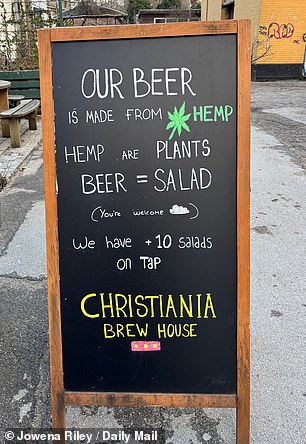 OUR BEER
IS MADE FROM HEMP
HEMP ARE PLANTS
BEER = SALAD
(You're welcome)
We have +10 salads
on TAP
CHRISTIANIA
BREW HOUSE
© Jowena Riley / Daily Mail